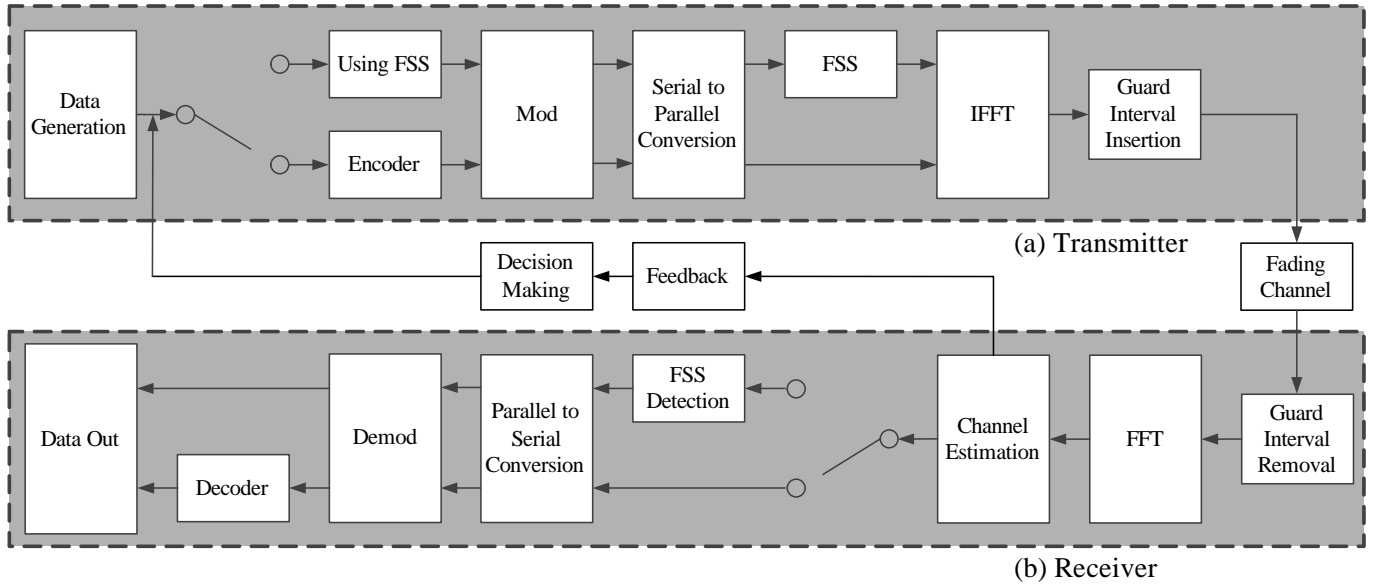 Data
Generation
Using FSS
Encoder
Mod
Serial to
Parallel
Conversion
FSS
IFFT
Guard
Interval
Insertion
(a) Transmitter
Decision
Making
Feedback
Fading
Channel
Data Out
Decoder
Demod
Parallel to
Serial
Conversion
FSS
Detection
Channel
Estimation
FFT
Guard
Interval
Removal
(b) Receiver